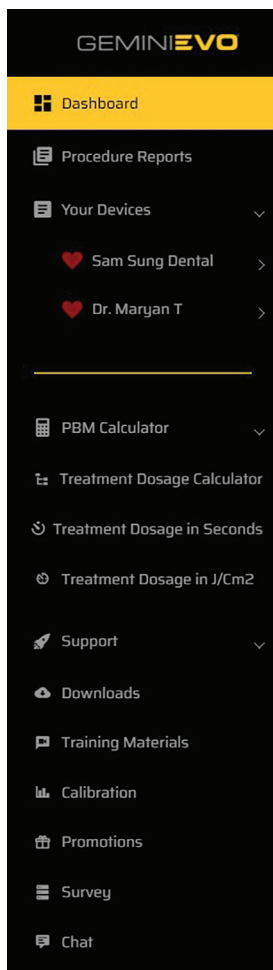 GEMINIEVO
Dashboard
Procedure Reports
Your Devices
Sam Sung Dental
Dr. Maryan T
PBM Calculator
Treatment Dosage Calculator
Treatment Dosage in Seconds
Treatment Dosage in J/Cm2
Support
Downloads
Training Materials
Calibration
Promotions
Survey
Chat